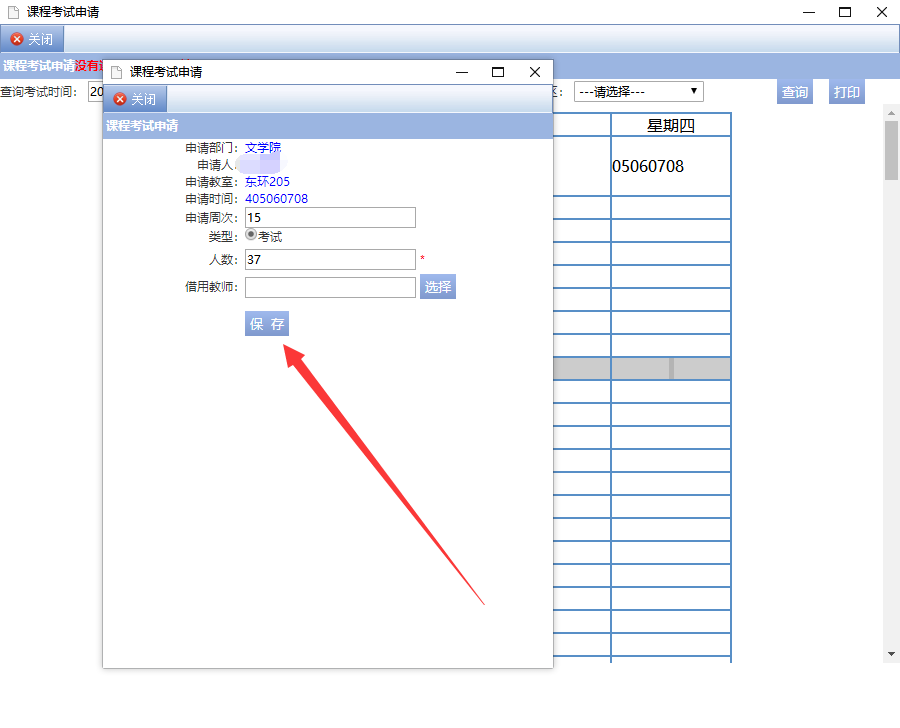 课程考试申请
关闭
课程考试申请没有
查询考试时间： 20
---请选择---
查询
打印
星期四
05060708
课程考试申请
关闭
课程考试申请
申请部门：文学院
申请人
申请教室：东环205
申请时间：405060708
申请周次：15
类型：考试
人数：37 *
借用教师： 选择
保 存